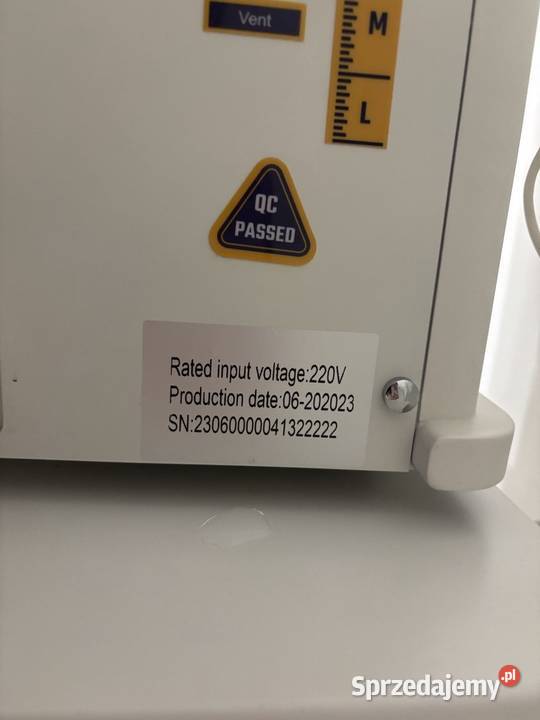 Vent
M
L
QC
PASSED
Rated input voltage:220V
Production date:06-202023
SN:23060000041322222
Sprzedajemy.pl